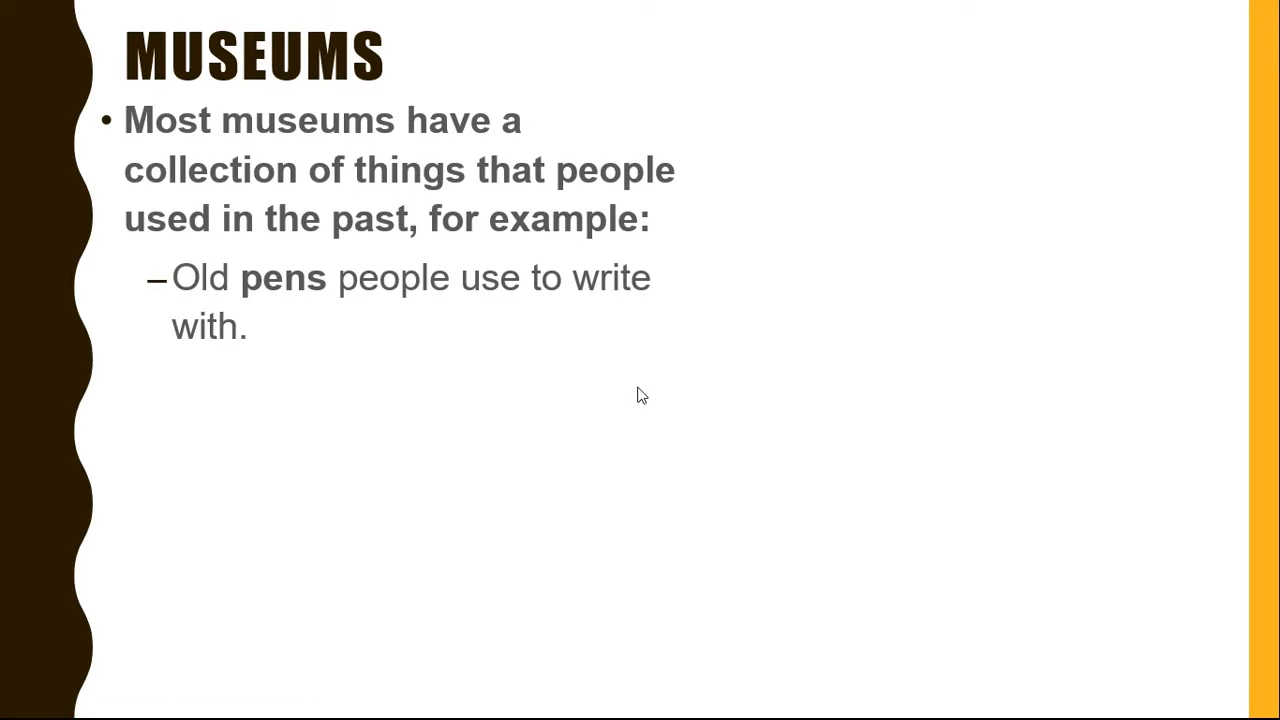 MUSEUMS
• Most museums have a
collection of things that people
used in the past, for example:
–Old pens people use to write
with.